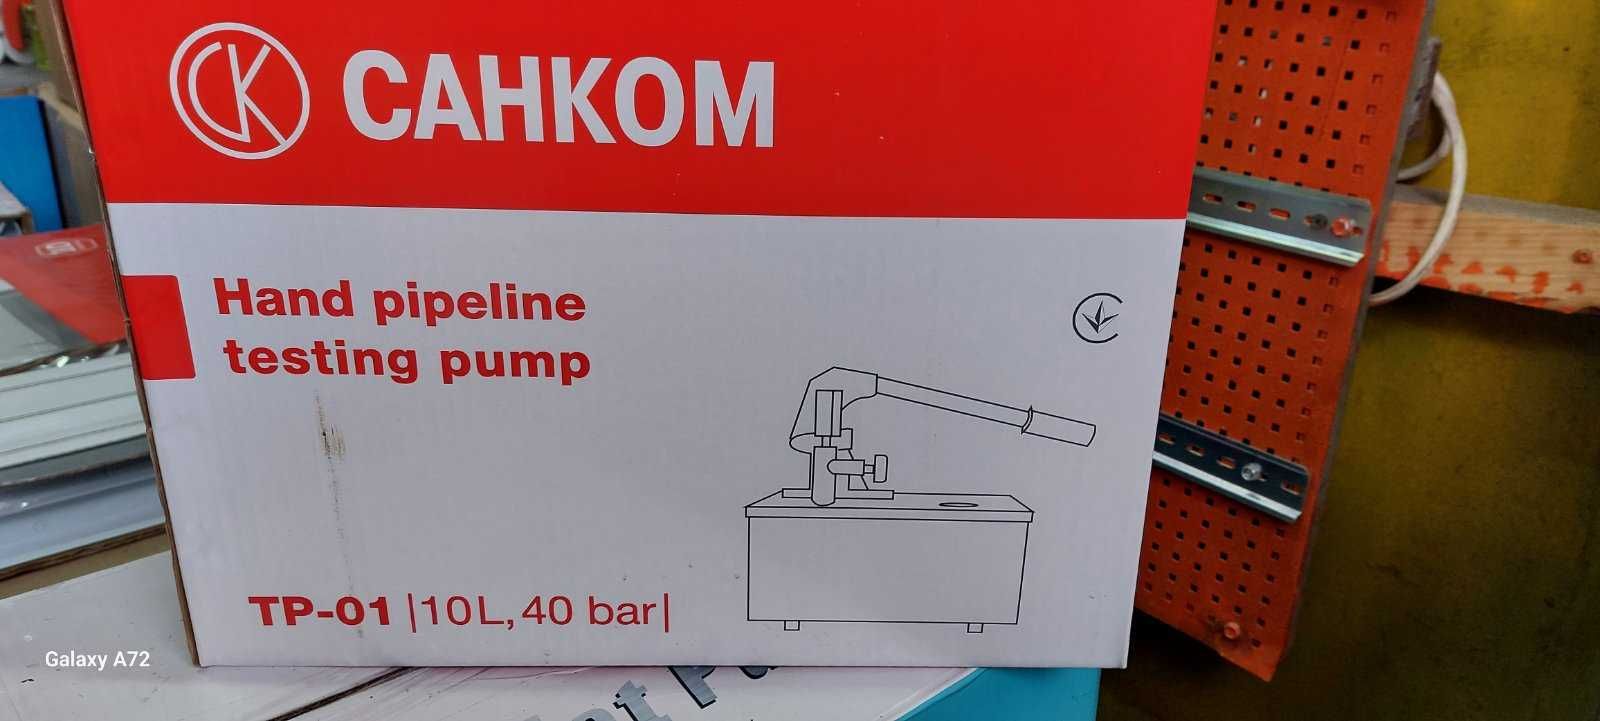 СК САНКОМ
Hand pipeline
testing pump
TP-01 |10L, 40 bar|
Galaxy A72